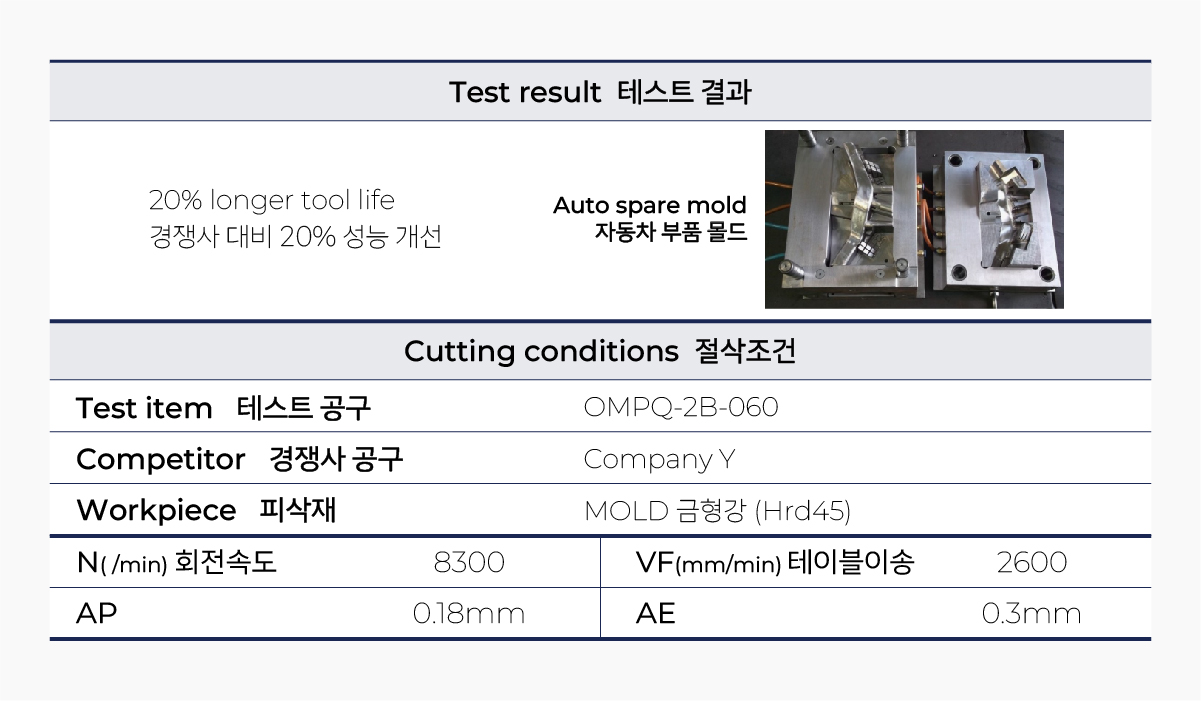 Test result 테스트 결과
20% longer tool life
경쟁사 대비 20% 성능 개선
Auto spare mold
자동차 부품 몰드
Cutting conditions 절삭조건
Test item 테스트 공구 OMPQ-2B-060
Competitor 경쟁사 공구 Company Y
Workpiece 피삭재 MOLD 금형강 (Hrd45)
N( /min) 회전속도 8300 VF(mm/min) 테이블이송 2600
AP 0.18mm AE 0.3mm